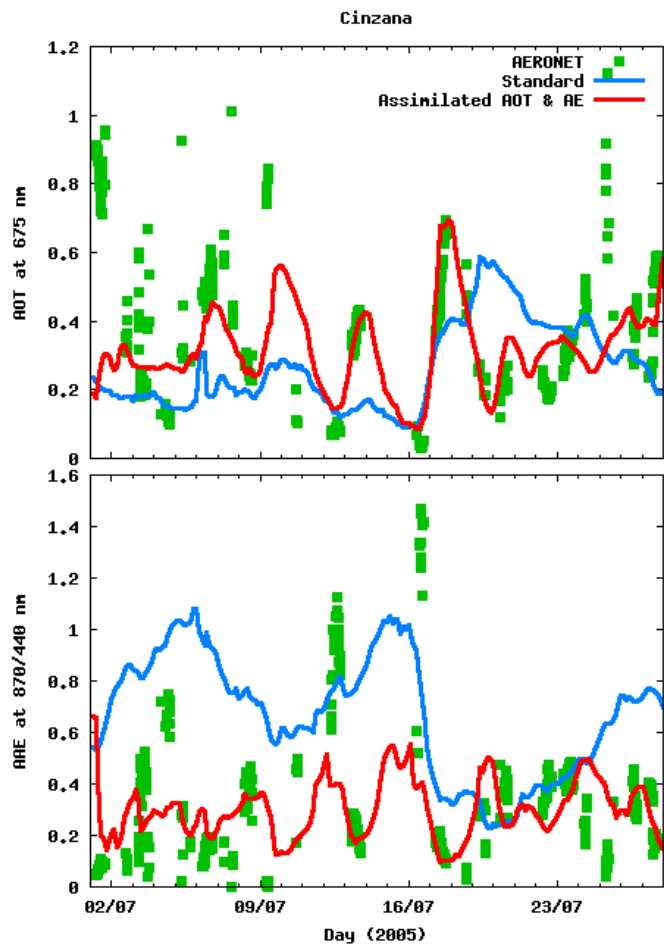 Cinzana
1.2
1
0.8
0.6
0.4
0.2
0
AOT at 675 nm
AERONET
Standard
Assimilated AOT & AE
1.6
1.4
1.2
1
0.8
0.6
0.4
0.2
0
AAE at 870/440 nm
02/07 09/07 16/07 23/07
Day (2005)